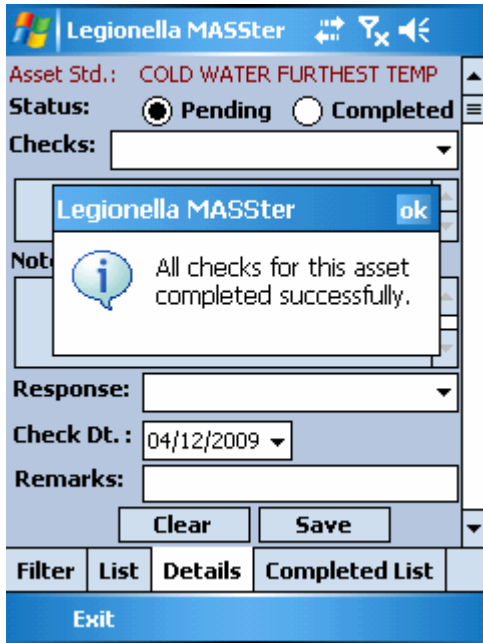 Legionella MASSter
Asset Std.: COLD WATER FURTHEST TEMP
Status: Pending Completed
Checks:
Legionella MASSter ok
Note
All checks for this asset
completed successfully.
Response:
Check Dt. : 04/12/2009
Remarks:
Clear Save
Filter List Details Completed List
Exit